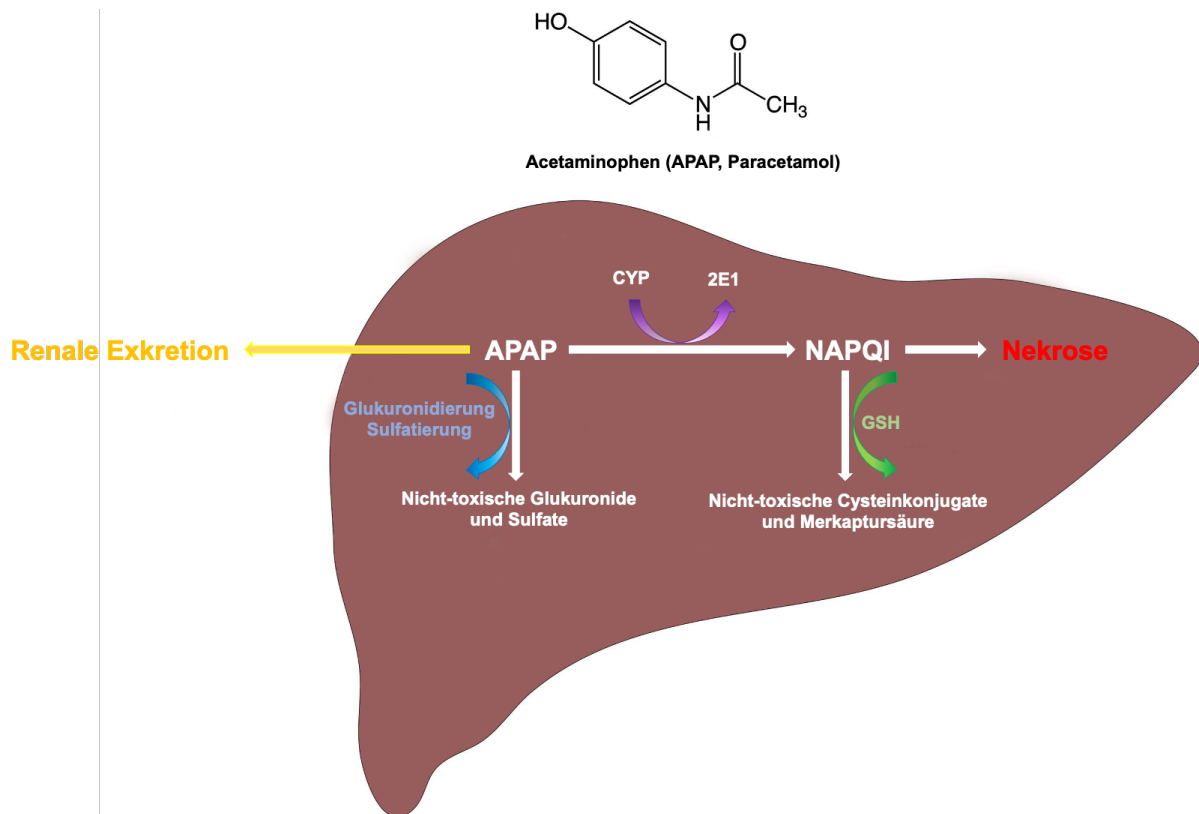 HO
O
N
H
CH3
Acetaminophen (APAP, Paracetamol)
CYP
2E1
Renale Exkretion
APAP
NAPQI
Nekrose
Glukuronidierung
Sulfatierung
GSH
Nicht-toxische Glukuronide
und Sulfate
Nicht-toxische Cysteinkonjugate
und Merkaptursäure